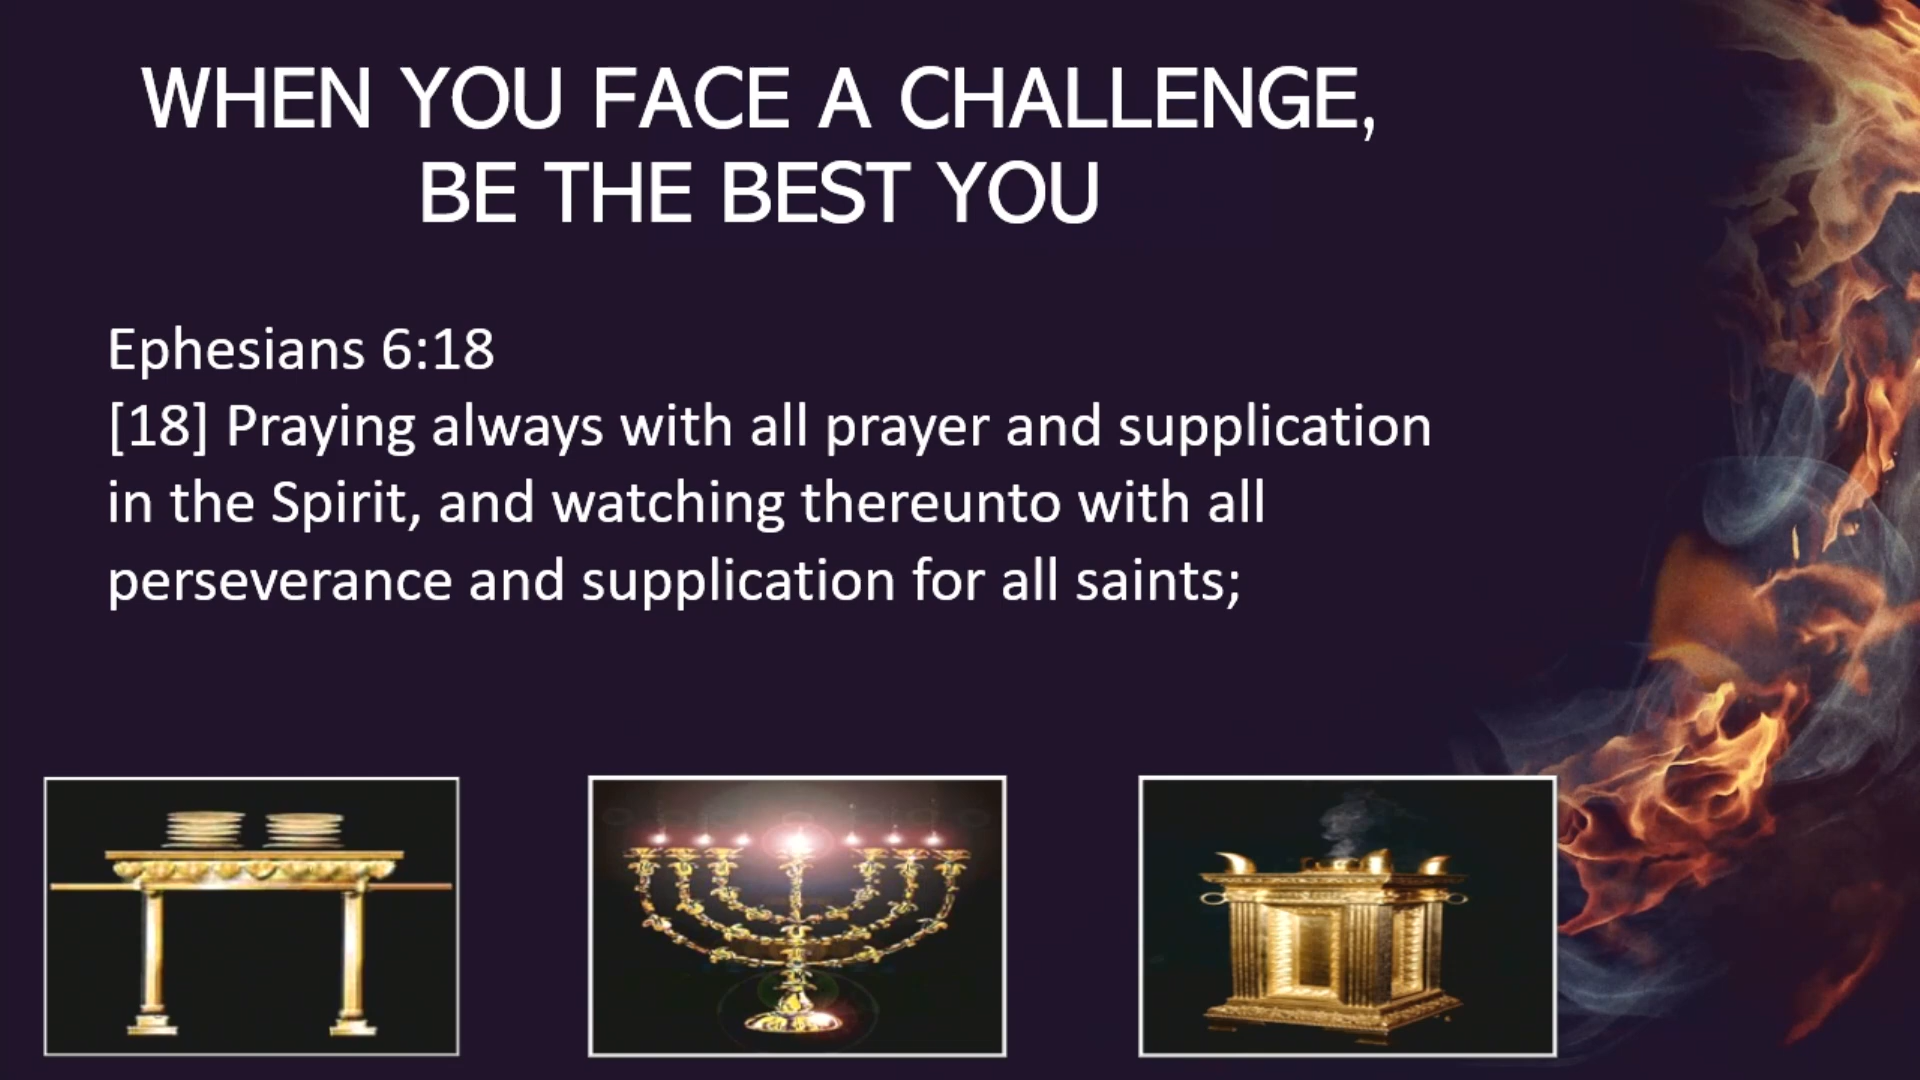 WHEN YOU FACE A CHALLENGE,
BE THE BEST YOU
Ephesians 6:18
[18] Praying always with all prayer and supplication
in the Spirit, and watching thereunto with all
perseverance and supplication for all saints;